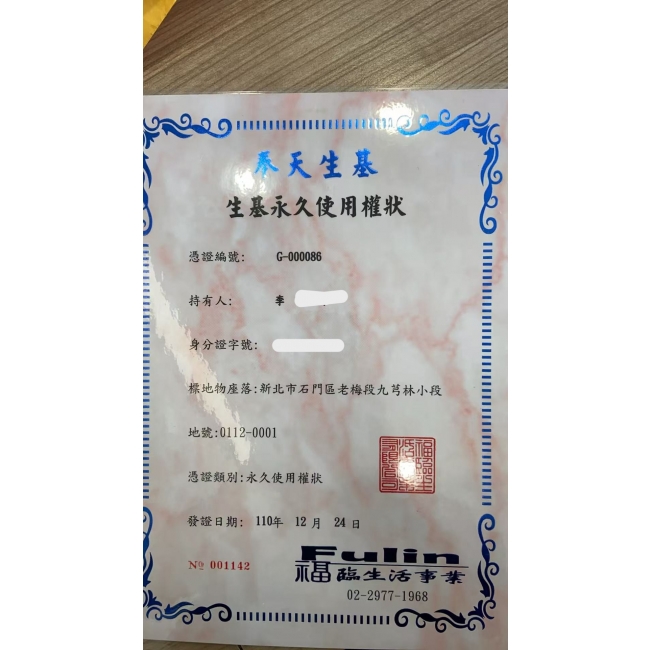 奉天生基
生基永久使用權狀
憑證編號: G-000086
持有人: 李
身分證字號:
標地物座落:新北市石門區老梅段九芎林小段
地號:0112-0001
憑證類別:永久使用權狀
發證日期: 110年 12月 24日
№ 001142
Fulin
福臨生活事業
02-2977-1968